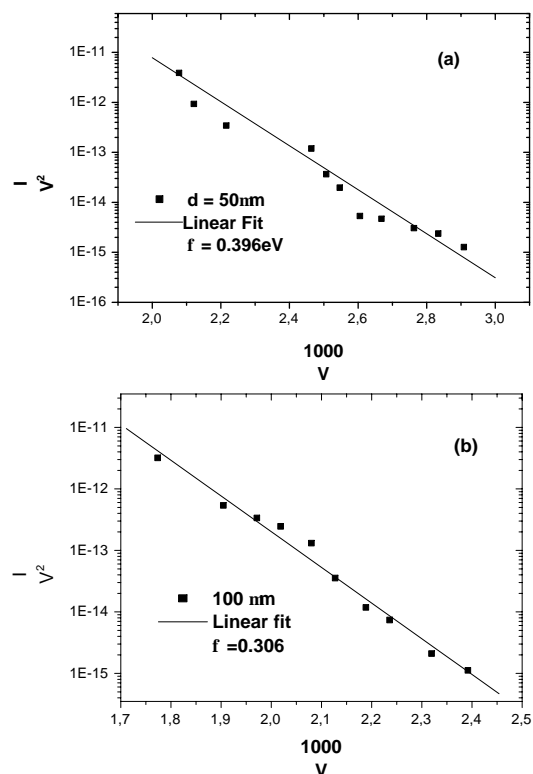 (a)
1E-11
1E-12
1E-13
1E-14
1E-15
1E-16
I
V²
d = 50mm
Linear Fit
f = 0.396eV
2,0 2,2 2,4 2,6 2,8 3,0
1000
V
(b)
1E-11
1E-12
1E-13
1E-14
1E-15
I
V²
100 mm
Linear fit
f =0.306
1,7 1,8 1,9 2,0 2,1 2,2 2,3 2,4 2,5
1000
V